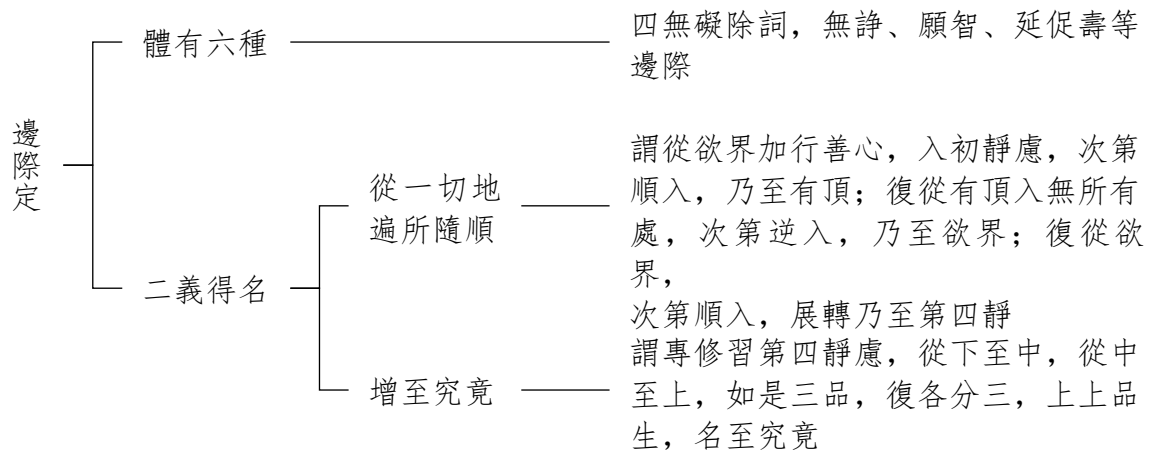 邊際定
體有六種
四無礙除詞，無諍、願智、延促壽等
邊際
二義得名
從一切地
遍所隨順
謂從欲界加行善心，入初靜慮，次第
順入，乃至有頂；復從有頂入無所有
處，次第逆入，乃至欲界；復從欲
界，
次第順入，展轉乃至第四靜
增至究竟
謂專修習第四靜慮，從下至中，從中
至上，如是三品，復各分三，上上品
生，名至究竟